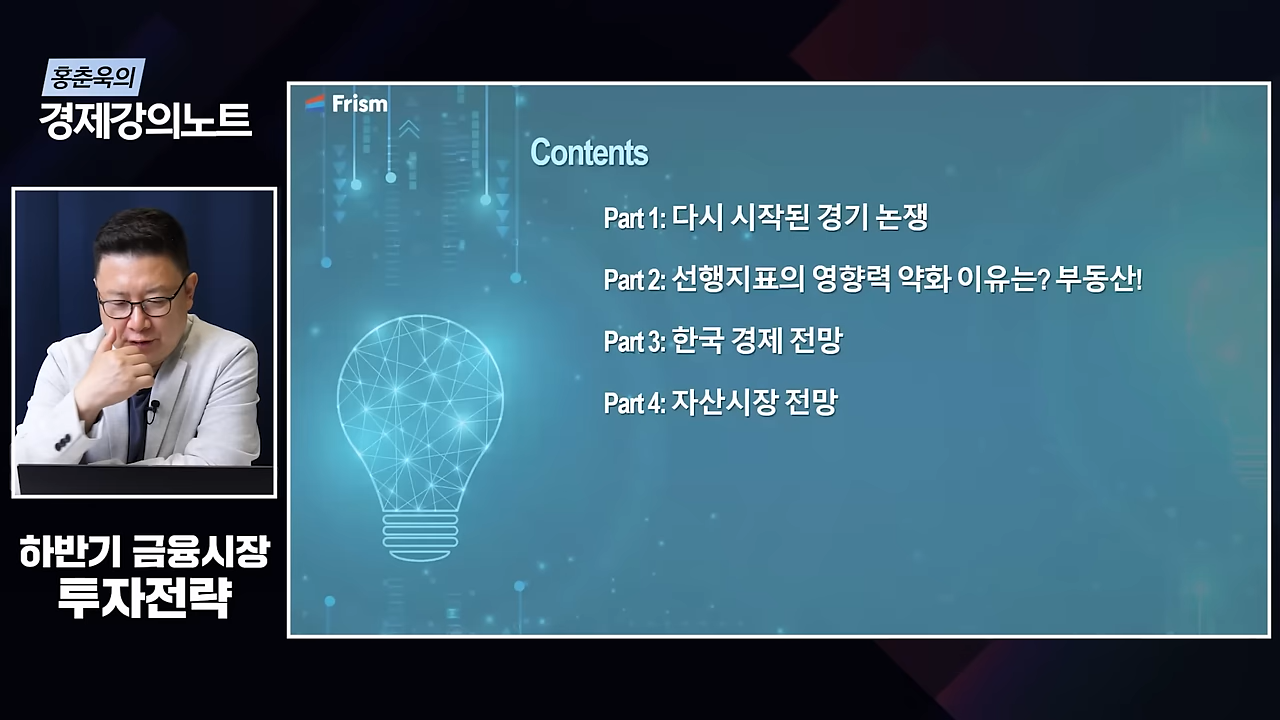 홍춘욱의
경제강의노트
하반기 금융시장
투자전략
Frism
Contents
Part 1: 다시 시작된 경기 논쟁
Part 2: 선행지표의 영향력 약화 이유는? 부동산!
Part 3: 한국 경제 전망
Part 4: 자산시장 전망